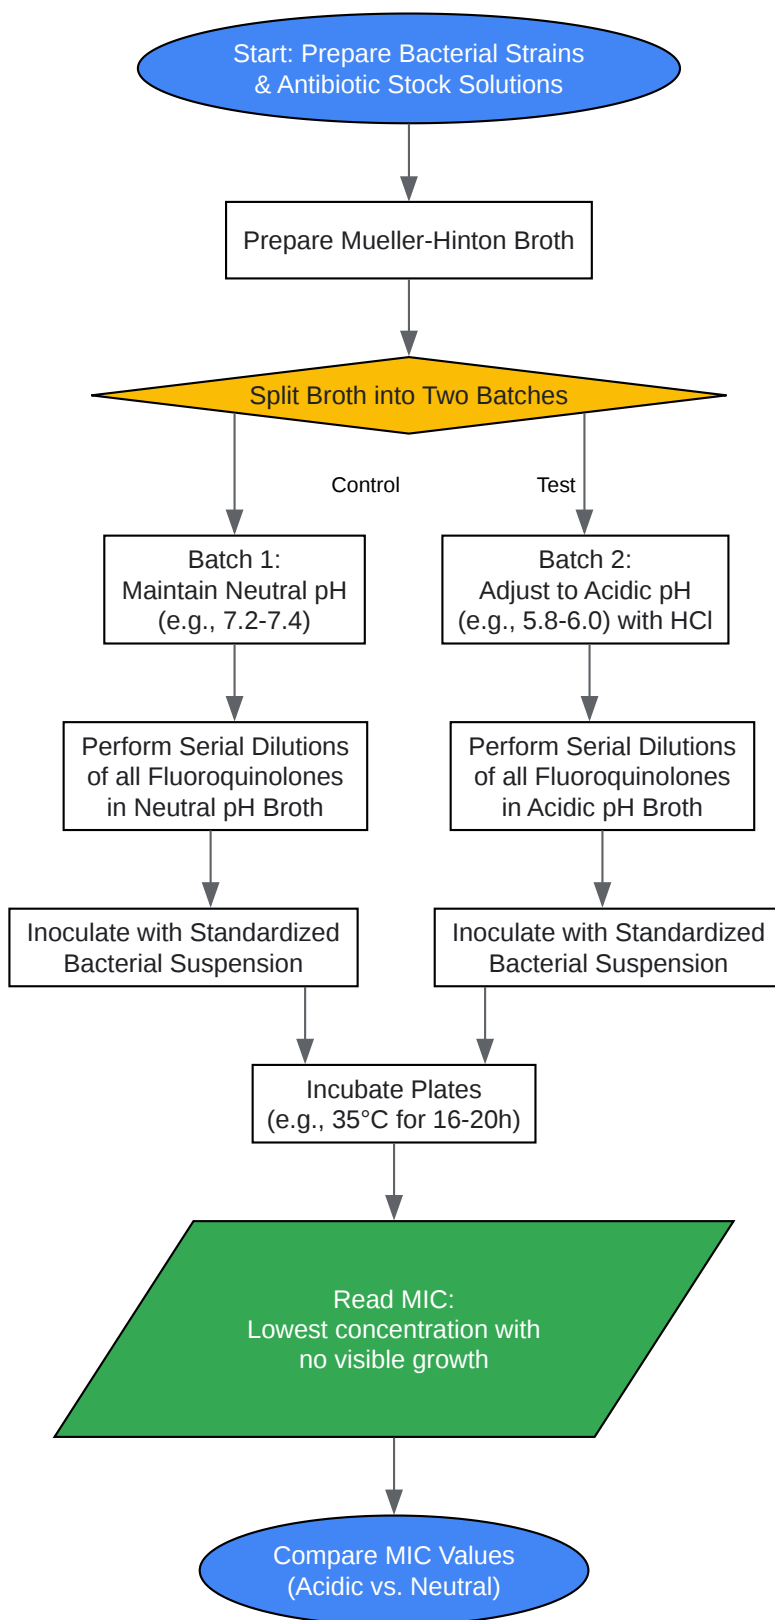 Start: Prepare Bacterial Strains
& Antibiotic Stock Solutions
Prepare Mueller-Hinton Broth
Split Broth into Two Batches
Control
Test
Batch 1:
Maintain Neutral pH
(e.g., 7.2-7.4)
Batch 2:
Adjust to Acidic pH
(e.g., 5.8-6.0) with HCl
Perform Serial Dilutions
of all Fluoroquinolones
in Neutral pH Broth
Perform Serial Dilutions
of all Fluoroquinolones
in Acidic pH Broth
Inoculate with Standardized
Bacterial Suspension
Inoculate with Standardized
Bacterial Suspension
Incubate Plates
(e.g., 35°C for 16-20h)
Read MIC:
Lowest concentration with
no visible growth
Compare MIC Values
(Acidic vs. Neutral)